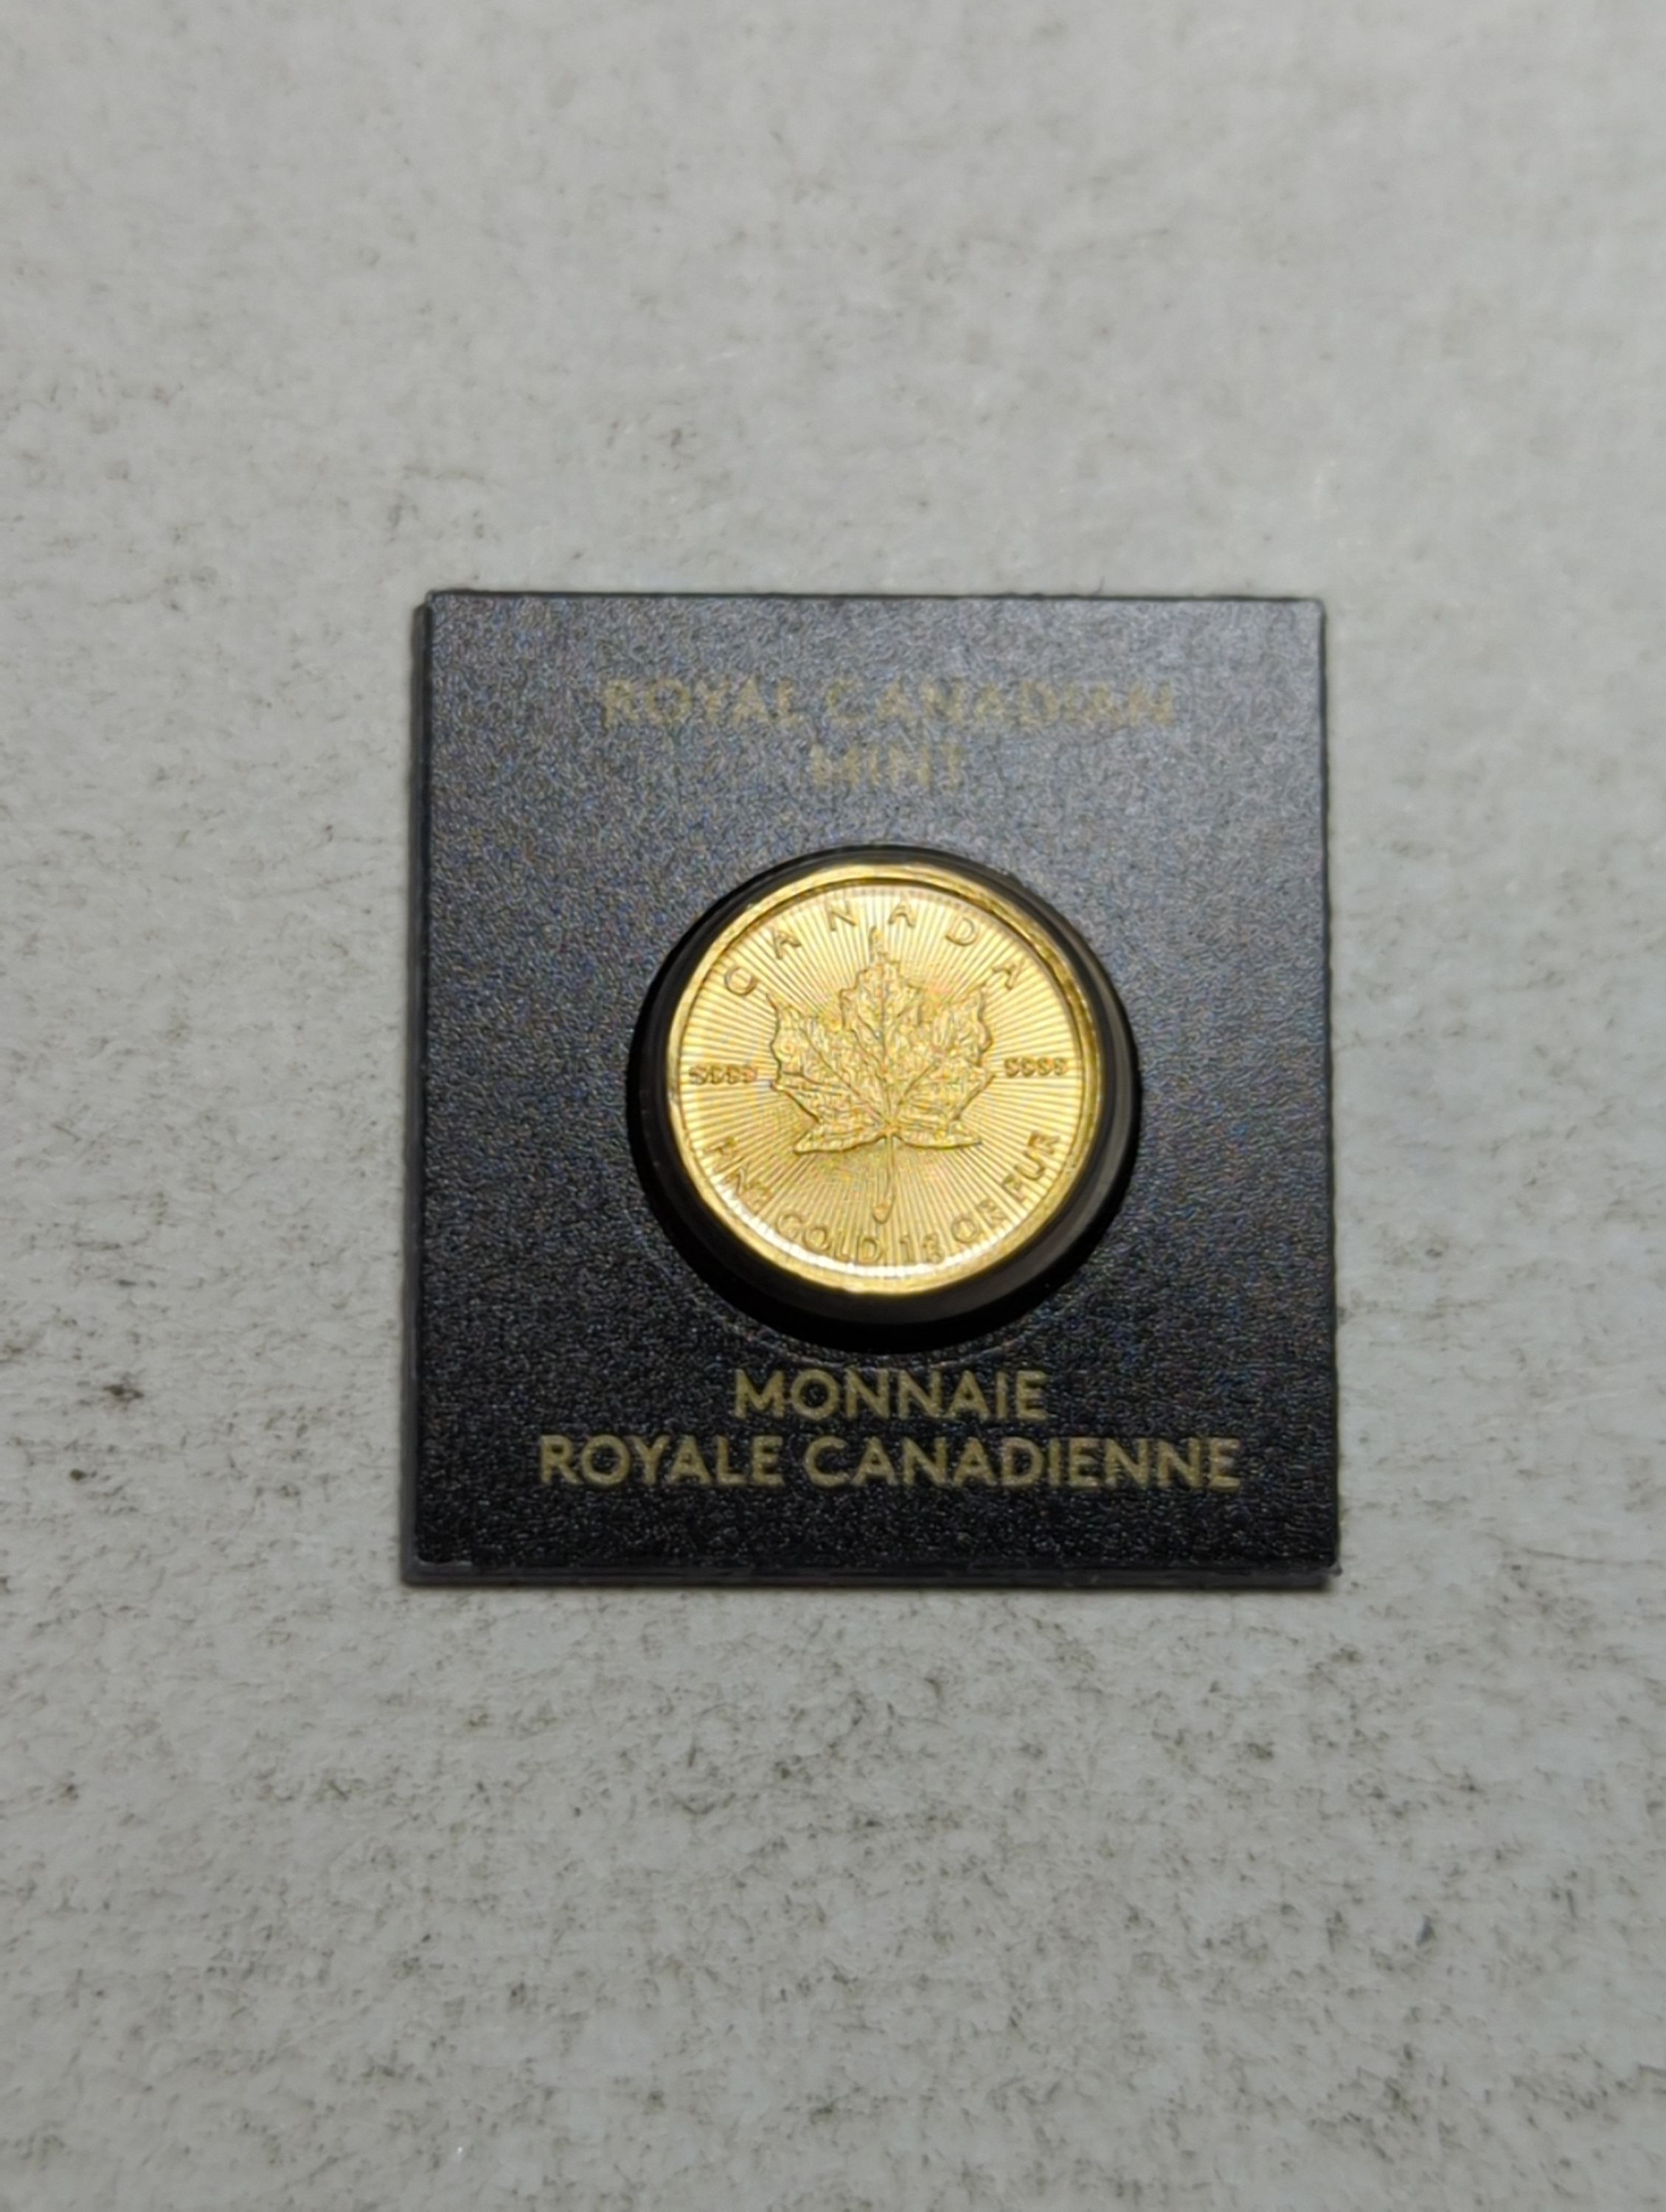 ROYAL CANADIAN
MINT
CANADA
9999 9999
FINE GOLD 1 g OR PUR
MONNAIE
ROYALE CANADIENNE